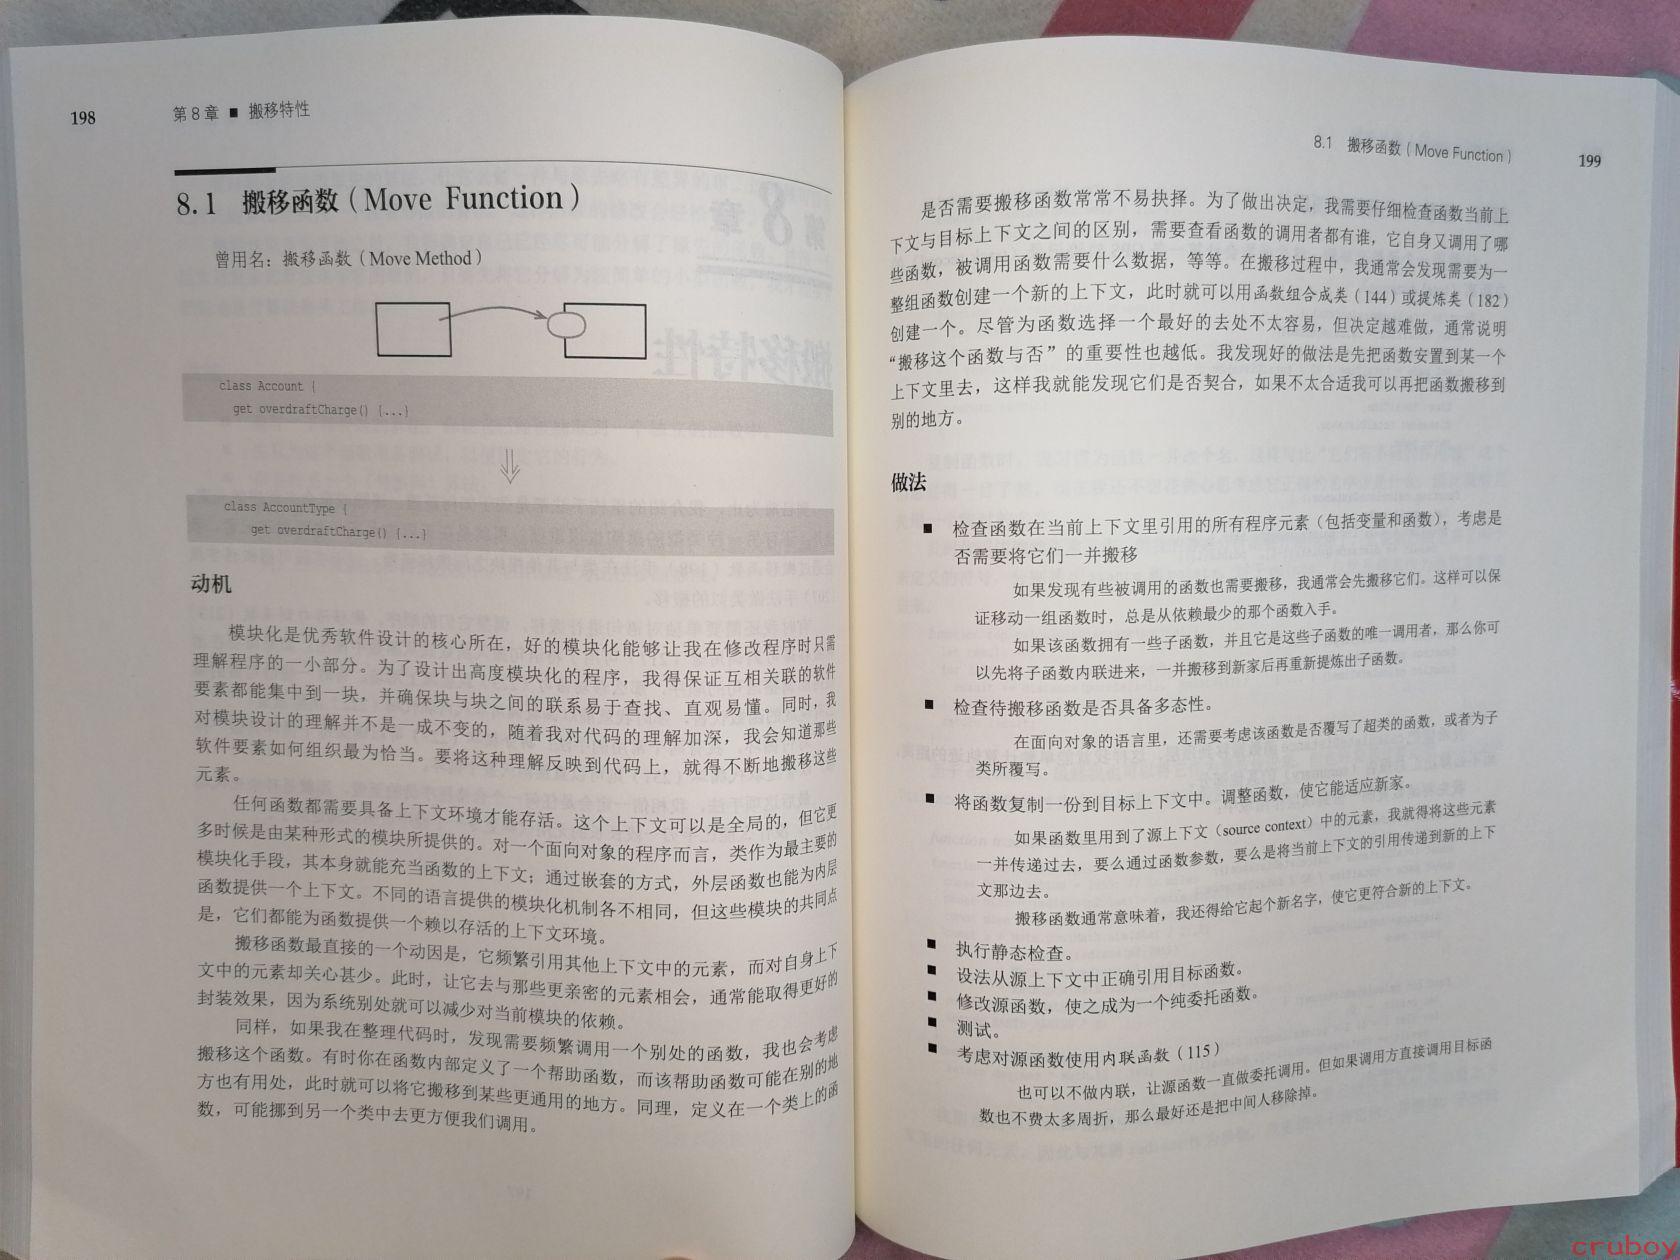 198
第8章 ■ 搬移特性
8.1 搬移函数（Move Function）
曾用名：搬移函数（Move Method）
class Account {
get overdraftCharge() {...}
class AccountType {
get overdraftCharge() {...}
动机
模块化是优秀软件设计的核心所在，好的模块化能够让我在修改程序时只需
理解程序的一小部分。为了设计出高度模块化的程序，我得保证互相关联的软件
要素都能集中到一块，并确保块与块之间的联系易于查找、直观易懂。同时，我
对模块设计的理解并不是一成不变的，随着我对代码的理解加深，我会知道那些
软件要素如何组织最为恰当。要将这种理解反映到代码上，就得不断地搬移这些
元素。
任何函数都需要具备上下文环境才能存活。这个上下文可以是全局的，但它更
多时候是由某种形式的模块所提供的。对一个面向对象的程序而言，类作为最主要的
模块化手段，其本身就能充当函数的上下文；通过嵌套的方式，外层函数也能为内层
函数提供一个上下文。不同的语言提供的模块化机制各不相同，但这些模块的共同点
是，它们都能为函数提供一个赖以存活的上下文环境。
搬移函数最直接的一个动因是，它频繁引用其他上下文中的元素，而对自身上下
文中的元素却关心甚少。此时，让它去与那些更亲密的元素相会，通常能取得更好的
封装效果，因为系统别处就可以减少对当前模块的依赖。
同样，如果我在整理代码时，发现需要频繁调用一个别处的函数，我也会考虑
搬移这个函数。有时你在函数内部定义了一个帮助函数，而该帮助函数可能在别的地
方也有用处，此时就可以将它搬移到某些更通用的地方。同理，定义在一个类上的函
数，可能挪到另一个类中去更方便我们调用。
8.1 搬移函数（Move Function）
199
是否需要搬移函数常常不易抉择。为了做出决定，我需要仔细检查函数当前上
下文与目标上下文之间的区别，需要查看函数的调用者都有谁，它自身又调用了哪
些函数，被调用函数需要什么数据，等等。在搬移过程中，我通常会发现需要为一
整组函数创建一个新的上下文，此时就可以用函数组合成类（144）或提炼类（182）
创建一个。尽管为函数选择一个最好的去处不太容易，但决定越难做，通常说明
“搬移这个函数与否”的重要性也越低。我发现好的做法是先把函数安置到某一个
上下文里去，这样我就能发现它们是否契合，如果不太合适我可以再把函数搬移到
别的地方。
做法
■ 检查函数在当前上下文里引用的所有程序元素（包括变量和函数），考虑是
否需要将它们一并搬移
如果发现有些被调用的函数也需要搬移，我通常会先搬移它们。这样可以保
证移动一组函数时，总是从依赖最少的那个函数入手。
如果该函数拥有一些子函数，并且它是这些子函数的唯一调用者，那么你可
以先将子函数内联进来，一并搬移到新家后再重新提炼出子函数。
■ 检查待搬移函数是否具备多态性。
在面向对象的语言里，还需要考虑该函数是否覆写了超类的函数，或者为子
类所覆写。
■ 将函数复制一份到目标上下文中。调整函数，使它能适应新家。
如果函数里用到了源上下文（source context）中的元素，我就得将这些元素
一并传递过去，要么通过函数参数，要么是将当前上下文的引用传递到新的上下
文那边去。
搬移函数通常意味着，我还得给它起个新名字，使它更符合新的上下文。
■ 执行静态检查。
■ 设法从源上下文中正确引用目标函数。
■ 修改源函数，使之成为一个纯委托函数。
■ 测试。
■ 考虑对源函数使用内联函数（115）
也可以不做内联，让源函数一直做委托调用。但如果调用方直接调用目标函
数也不费太多周折，那么最好还是把中间人移除掉。
cruboy